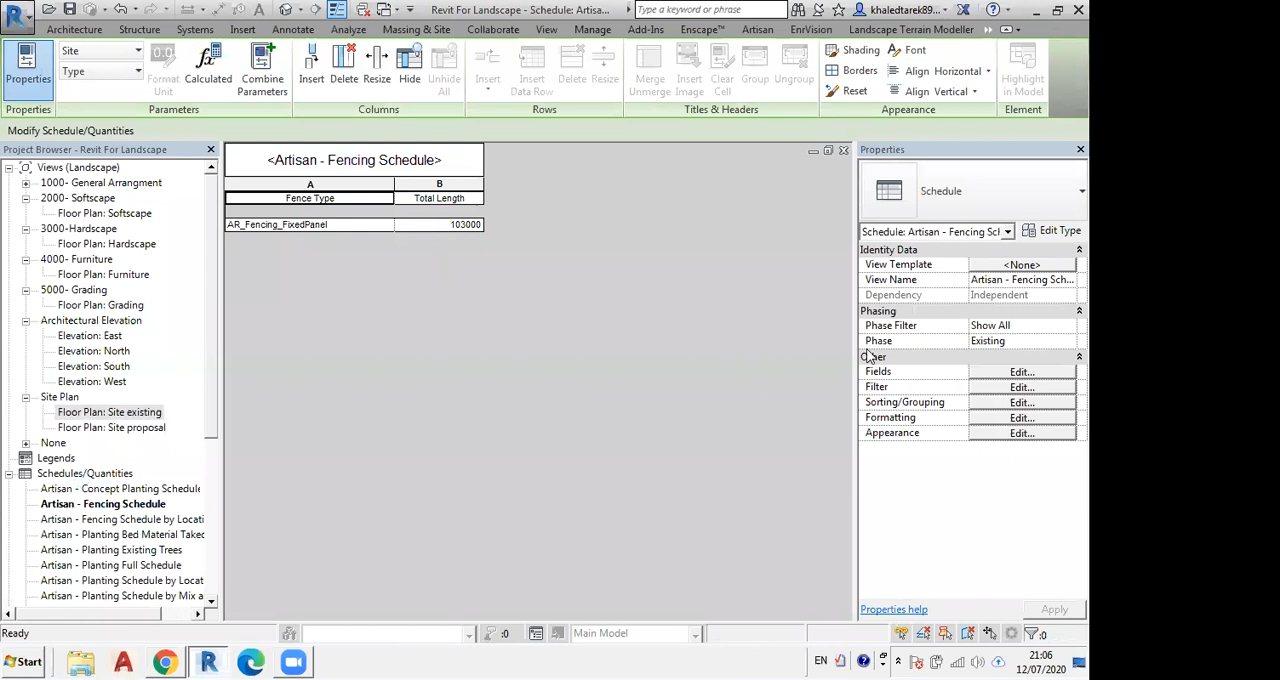 Revit For Landscape - Schedule: Artisa...
Type a keyword or phrase
khaledtarek89...
Architecture Structure Systems Insert Annotate Analyze Massing & Site Collaborate View Manage Add-Ins Enscape™ Artisan EnvVision Landscape Terrain Modeller
Properties
Site
Type
Format
Unit
Calculated
Combine
Parameters
Insert
Delete
Resize
Hide
Unhide
All
Insert
Insert
Data Row
Delete
Resize
Merge
Unmerge
Insert
Image
Clear
Cell
Group
Ungroup
Shading
Font
Borders
Align Horizontal
Reset
Align Vertical
Highlight
in Model
Properties Parameters Columns Rows Titles & Headers Appearance Element
Modify Schedule/Quantities
Project Browser - Revit For Landscape
Views (Landscape)
1000- General Arrangment
2000- Softscape
Floor Plan: Softscape
3000-Hardscape
Floor Plan: Hardscape
4000- Furniture
Floor Plan: Furniture
5000- Grading
Floor Plan: Grading
Architectural Elevation
Elevation: East
Elevation: North
Elevation: South
Elevation: West
Site Plan
Floor Plan: Site existing
Floor Plan: Site proposal
None
Legends
Schedules/Quantities
Artisan - Concept Planting Schedule
Artisan - Fencing Schedule
Artisan - Fencing Schedule by Locati
Artisan - Planting Bed Material Takec
Artisan - Planting Existing Trees
Artisan - Planting Full Schedule
Artisan - Planting Schedule by Locat
Artisan - Planting Schedule by Mix a
<Artisan - Fencing Schedule>
A B
Fence Type Total Length
AR_Fencing_FixedPanel 103000
Properties
Schedule
Schedule: Artisan - Fencing Scl
Edit Type
Identity Data
View Template <None>
View Name Artisan - Fencing Sch...
Dependency Independent
Phasing
Phase Filter Show All
Phase Existing
Fields Edit...
Filter Edit...
Sorting/Grouping Edit...
Formatting Edit...
Appearance Edit...
Properties help
Apply
Ready
:0
Main Model
:0
Start
EN
21:06
12/07/2020